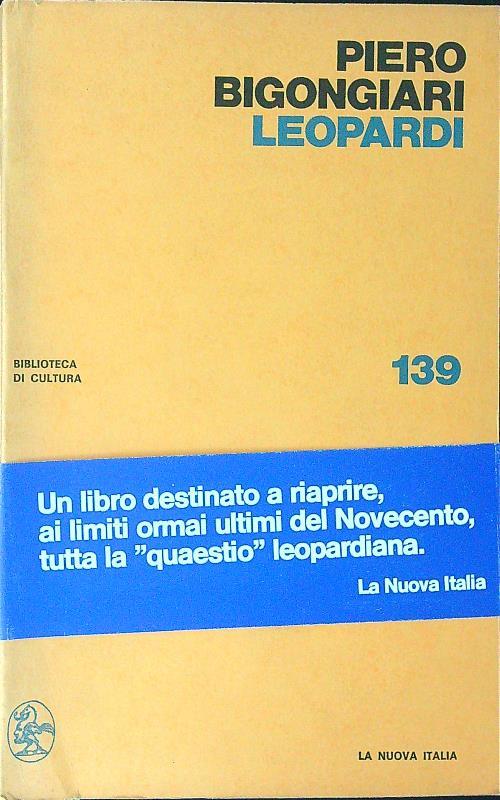 PIERO
BIGONGIARI
LEOPARDI
BIBLIOTECA
DI CULTURA
139
Un libro destinato a riaprire,
ai limiti ormai ultimi del Novecento,
tutta la ”quaestio” leopardiana.
La Nuova Italia
LA NUOVA ITALIA